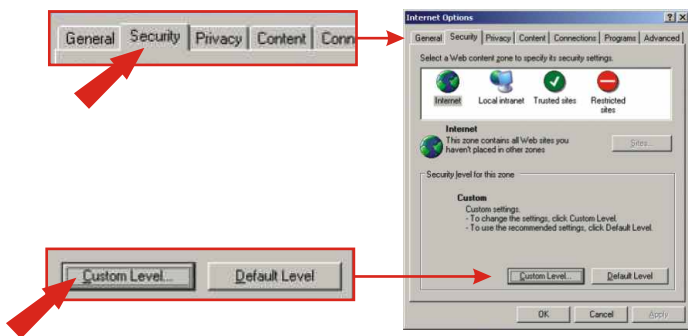 General Security Privacy Content Conn
Internet Options
General Security Privacy Content Connections Programs Advanced
Select a Web content zone to specify its security settings.
Internet Local intranet Trusted sites Restricted
sites
Internet
This zone contains all Web sites you
haven't placed in other zones
Sites...
Security level for this zone
Custom
Custom settings.
- To change the settings, click Custom Level.
- To use the recommended settings, click Default Level.
Custom Level... Default Level
Custom Level... Default Level
OK Cancel Apply